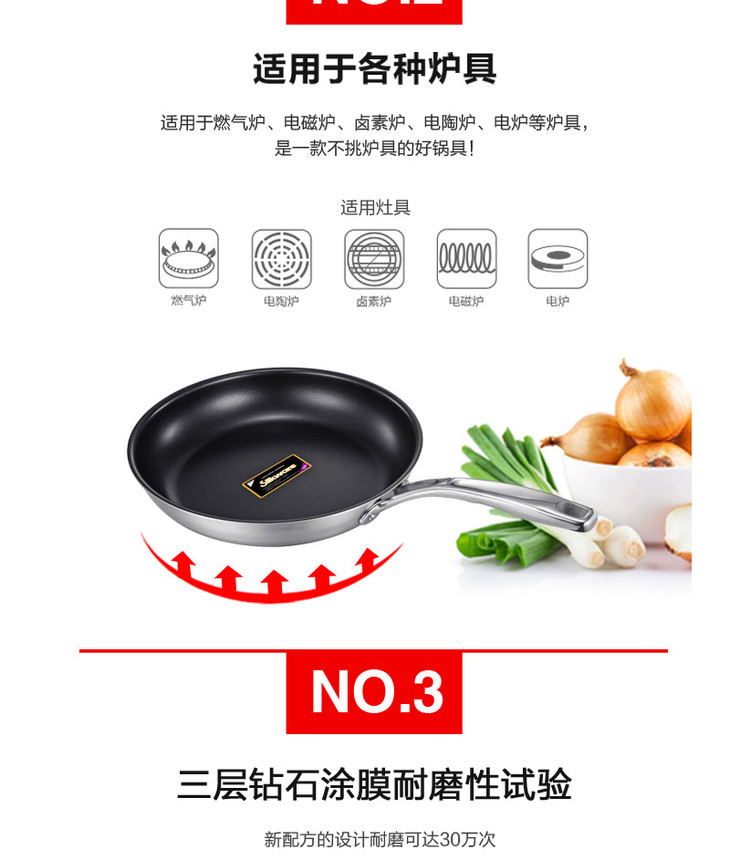 NO.2
适用于各种炉具
适用于燃气炉、电磁炉、卤素炉、电陶炉、电炉等炉具，
是一款不挑炉具的好锅具！
适用灶具
燃气炉 电陶炉 卤素炉 电磁炉 电炉
Silkware
NO.3
三层钻石涂膜耐磨性试验
新配方的设计耐磨可达30万次